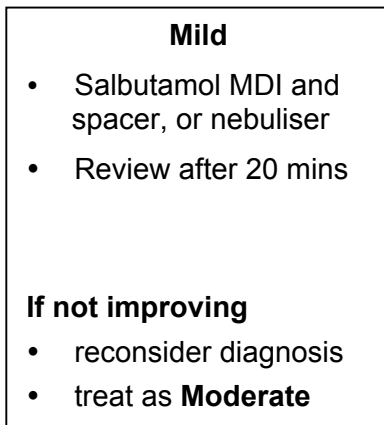 Mild
• Salbutamol MDI and
spacer, or nebuliser
• Review after 20 mins
If not improving
• reconsider diagnosis
• treat as Moderate